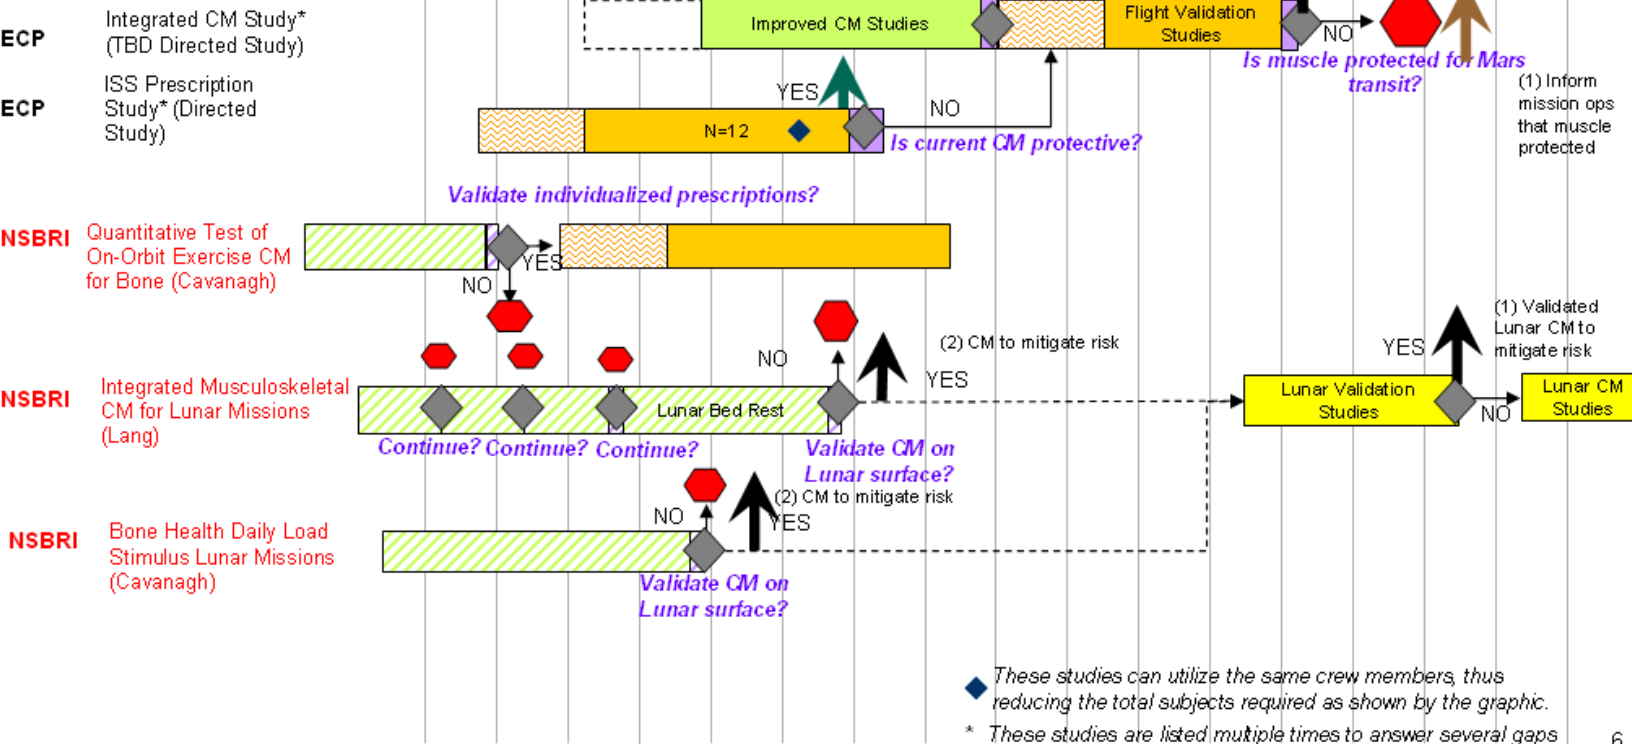 ECP
Integrated CM Study*
(TBD Directed Study)
Improved CM Studies
Flight Validation
Studies
NO
Is muscle protected for Mars
transit?
(1) Inform
mission ops
that muscle
protected
ECP
ISS Prescription
Study* (Directed
Study)
N=12
YES
NO
Is current CM protective?
Validate individualized prescriptions?
NSBRI
Quantitative Test of
On-Orbit Exercise CM
for Bone (Cavanagh)
YES
NO
NSBRI
Integrated Musculoskeletal
CM for Lunar Missions
(Lang)
Continue? Continue? Continue?
Lunar Bed Rest
NO
(2) CM to mitigate risk
YES
Validate CM on
Lunar surface?
Lunar Validation
Studies
YES
(1) Validated
Lunar CM to
mitigate risk
NO
Lunar CM
Studies
NSBRI
Bone Health Daily Load
Stimulus Lunar Missions
(Cavanagh)
NO
(2) CM to mitigate risk
YES
Validate CM on
Lunar surface?
These studies can utilize the same crew members, thus
reducing the total subjects required as shown by the graphic.
* These studies are listed multiple times to answer several gaps
6